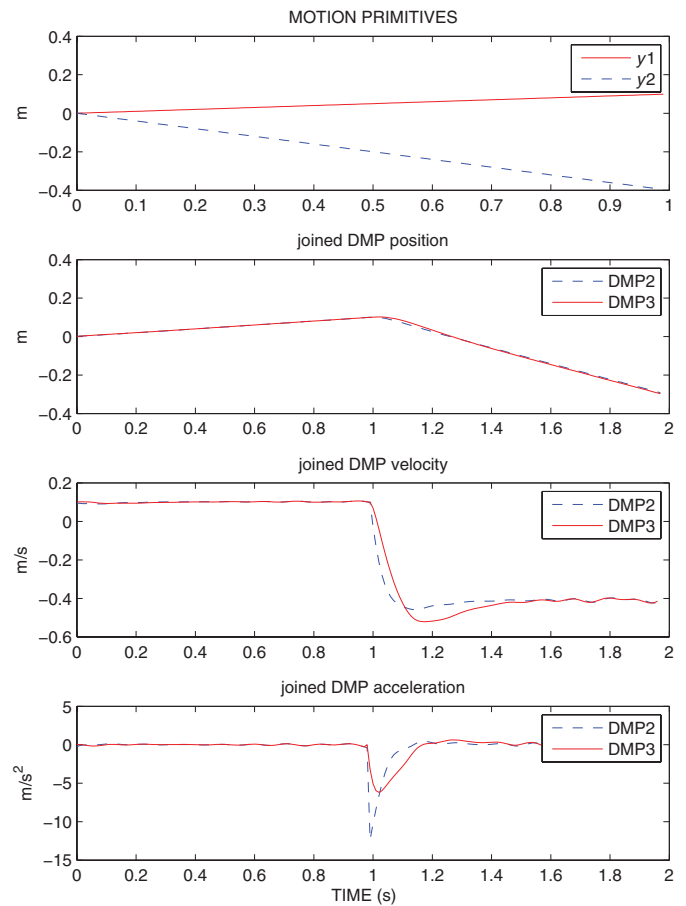 MOTION PRIMITIVES
0.4
0.2
0
−0.2
−0.4
m
y1
y2
0 0.1 0.2 0.3 0.4 0.5 0.6 0.7 0.8 0.9 1
joined DMP position
0.4
0.2
0
−0.2
−0.4
m
DMP2
DMP3
0 0.2 0.4 0.6 0.8 1 1.2 1.4 1.6 1.8 2
joined DMP velocity
0.2
0
−0.2
−0.4
−0.6
m/s
DMP2
DMP3
0 0.2 0.4 0.6 0.8 1 1.2 1.4 1.6 1.8 2
joined DMP acceleration
5
0
−5
−10
−15
m/s²
DMP2
DMP3
0 0.2 0.4 0.6 0.8 1 1.2 1.4 1.6 1.8 2
TIME (s)